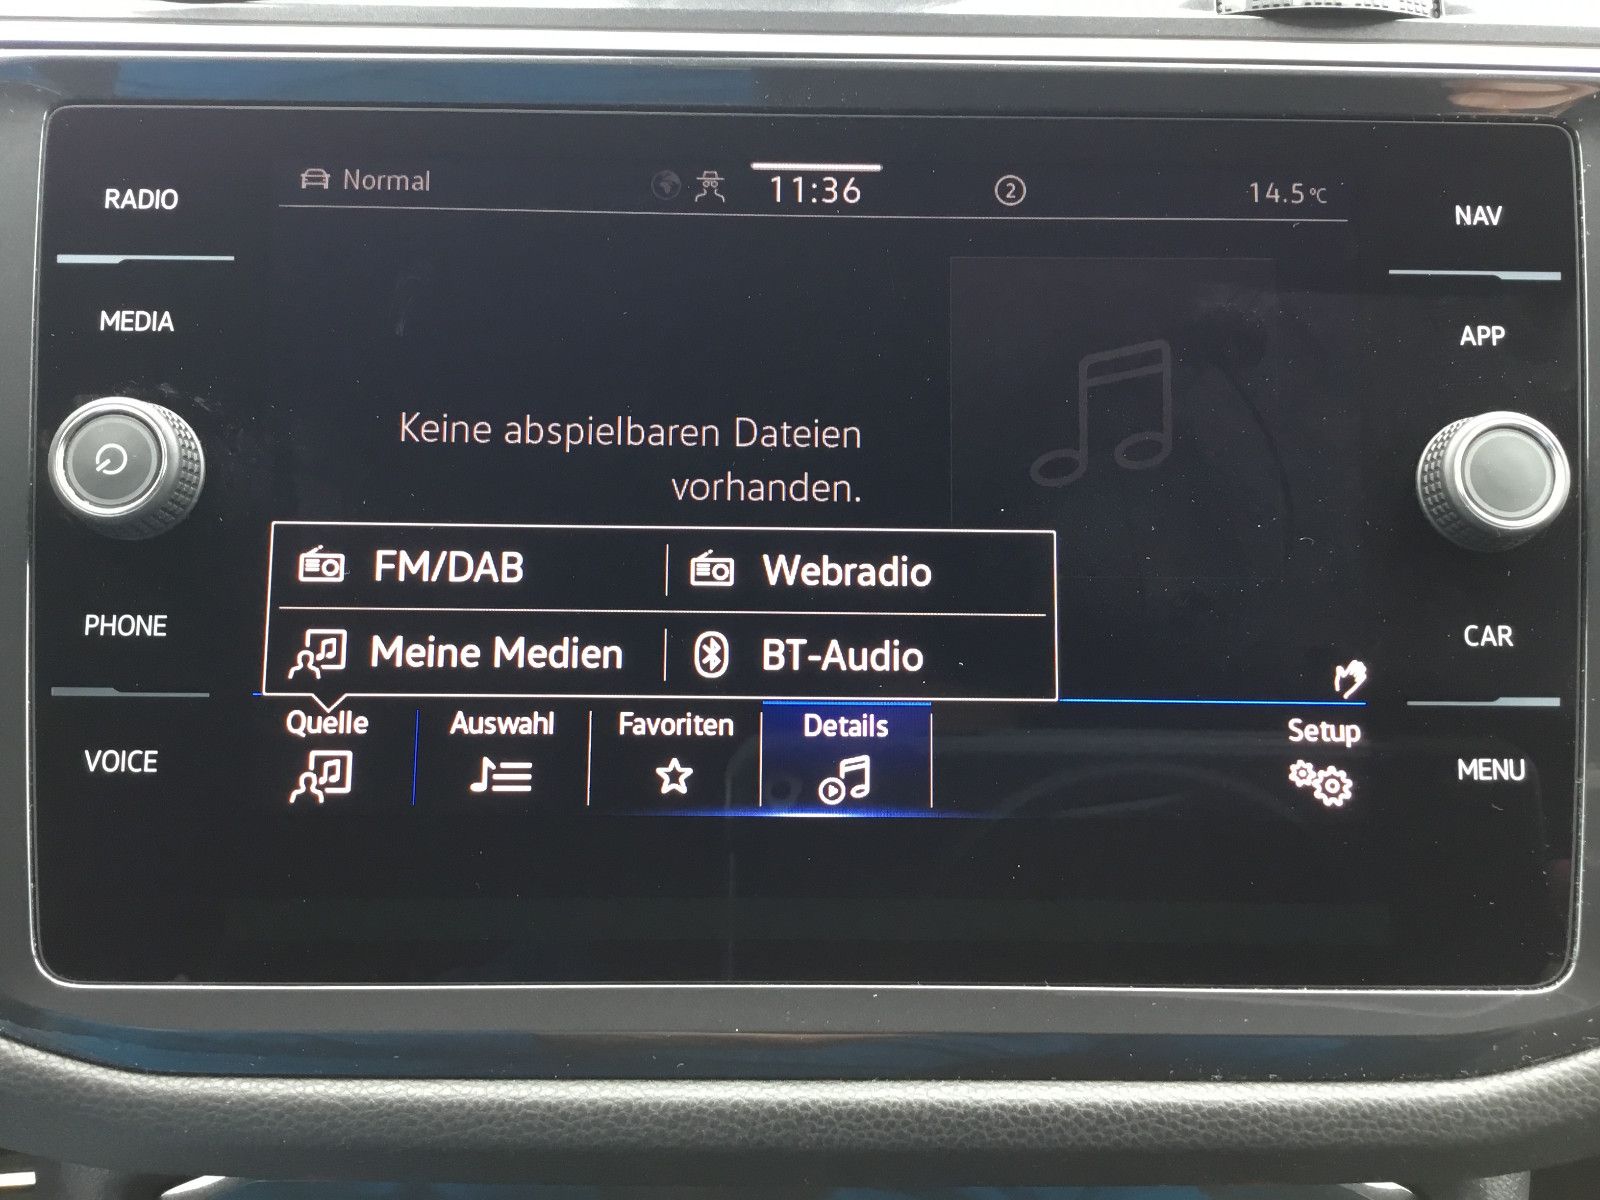 RADIO
MEDIA
PHONE
VOICE
Normal
11:36
2
14.5°C
Keine abspielbaren Dateien
vorhanden.
FM/DAB
Webradio
Meine Medien
BT-Audio
Quelle
Auswahl
Favoriten
Details
Setup
NAV
APP
CAR
MENU